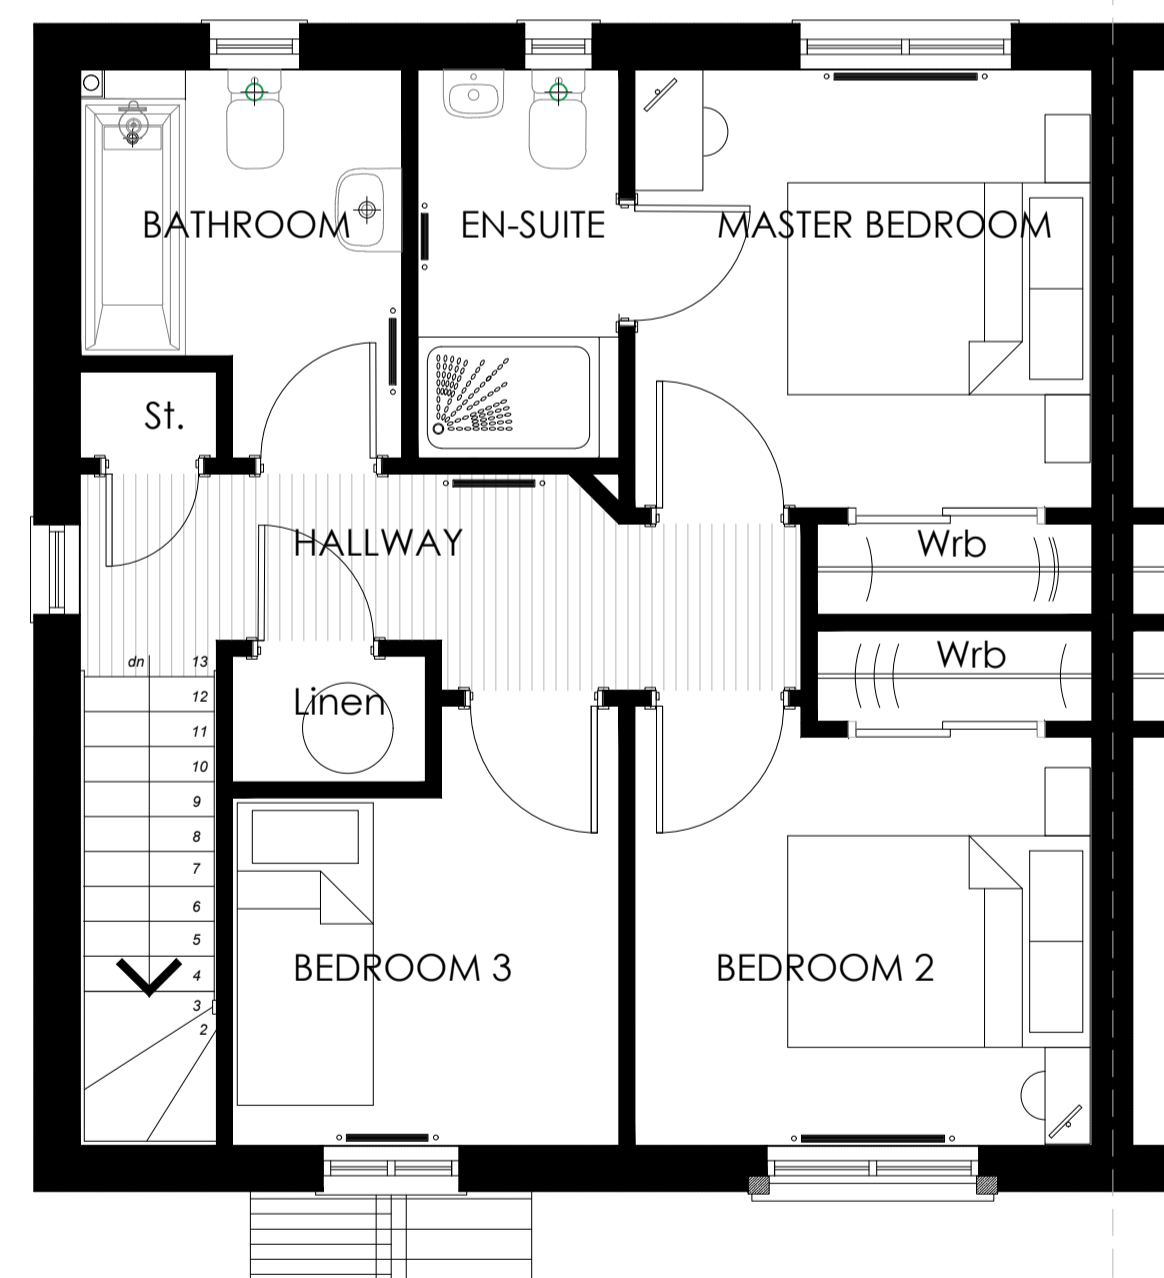 BATHROOM
EN-SUITE
MASTER BEDROOM
St.
HALLWAY
Wrb
Wrb
dn
13
12
11
10
9
8
7
6
5
4
3
2
Linen
BEDROOM 3
BEDROOM 2